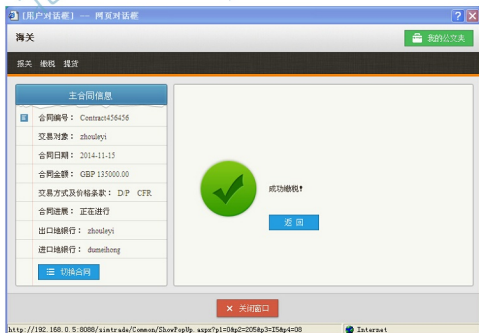 [用户对话框] — 网页对话框
海关
我的公文夹
报关 缴税 提货
主合同信息
合同编号： Contract456456
交易对象： zhouleyi
合同日期： 2014-11-15
合同金额： GBP 135000.00
交易方式及价格条款： D/P CFR
合同进展： 正在进行
出口地银行： zhouleyi
进口地银行： dumeihong
切换合同
成功缴税!
返 回
× 关闭窗口
http://192.168.0.5:8088/simtrade/Common/ShowPopUp.aspx?p1=0&p2=205&p3=I5&p4=08
Internet